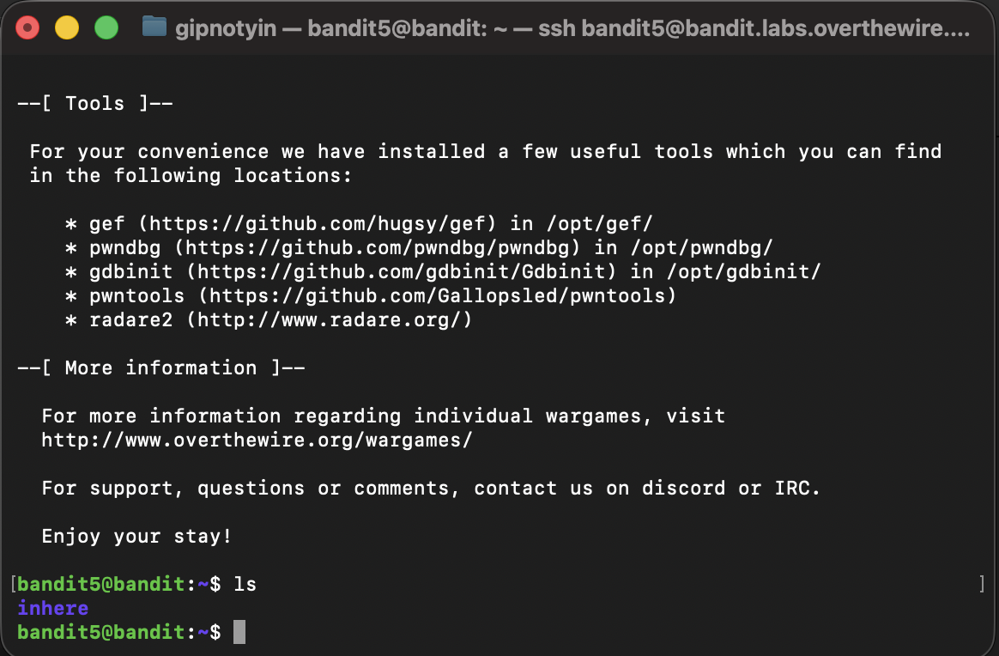 gipnotyin — bandit5@bandit: ~ — ssh bandit5@bandit.labs.overthewire....
--[ Tools ]--
For your convenience we have installed a few useful tools which you can find
in the following locations:
* gef (https://github.com/hugsy/gef) in /opt/gef/
* pwndbg (https://github.com/pwndbg/pwndbg) in /opt/pwndbg/
* gdbinit (https://github.com/gdbinit/Gdbinit) in /opt/gdbinit/
* pwntools (https://github.com/Gallopsled/pwntools)
* radare2 (http://www.radare.org/)
--[ More information ]--
For more information regarding individual wargames, visit
http://www.overthewire.org/wargames/
For support, questions or comments, contact us on discord or IRC.
Enjoy your stay!
[bandit5@bandit:~$ ls ]
inhere
bandit5@bandit:~$